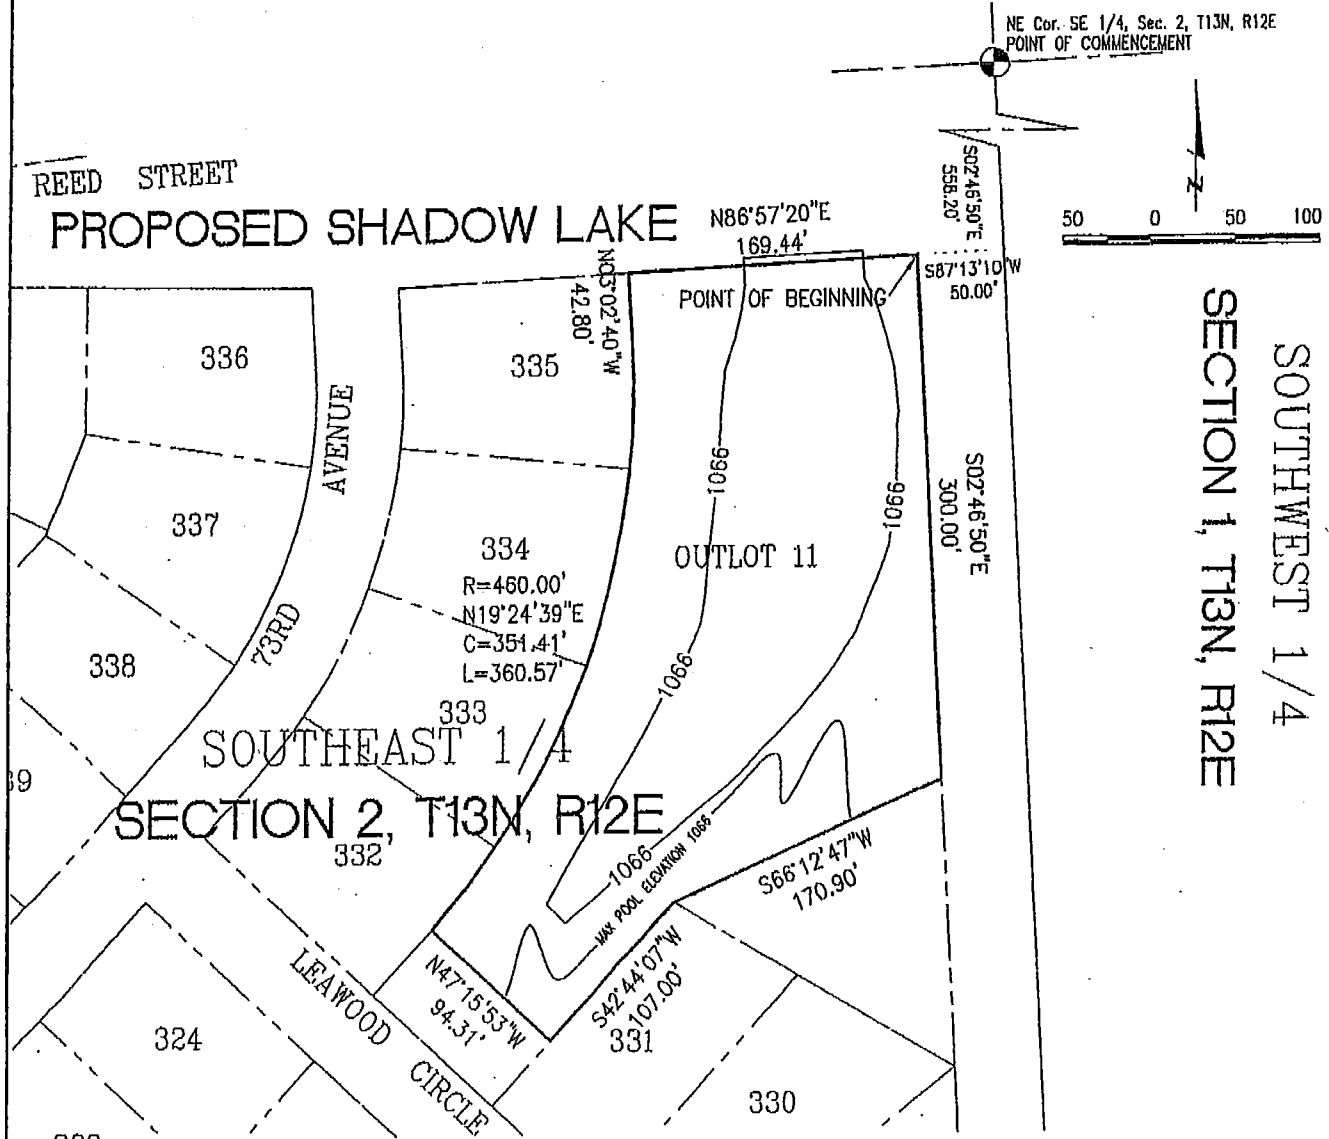 NE Cor. SE 1/4, Sec. 2, T13N, R12E
POINT OF COMMENCEMENT
REED STREET
PROPOSED SHADOW LAKE
N86°57'20"E
169.44'
S02°46'50"E
558.20'
N
50 0 50 100
S87°13'10"W
50.00'
POINT OF BEGINNING
N03°02'40"W
42.80'
336
335
AVENUE
1066
1066
S02°46'50"E
300.00'
SOUTHWEST 1/4
SECTION 1, T13N, R12E
337
334
OUTLOT 11
R=460.00'
N19°24'39"E
C=351.41'
L=360.57'
73RD
338
1066
333
SOUTHEAST 1/4
SECTION 2, T13N, R12E
332
1066
MAX POOL ELEVATION 1066
S66°12'47"W
170.90'
LEAWOOD
CIRCLE
N47°15'53"W
94.31'
S42°44'07"W
107.00'
324
331
330